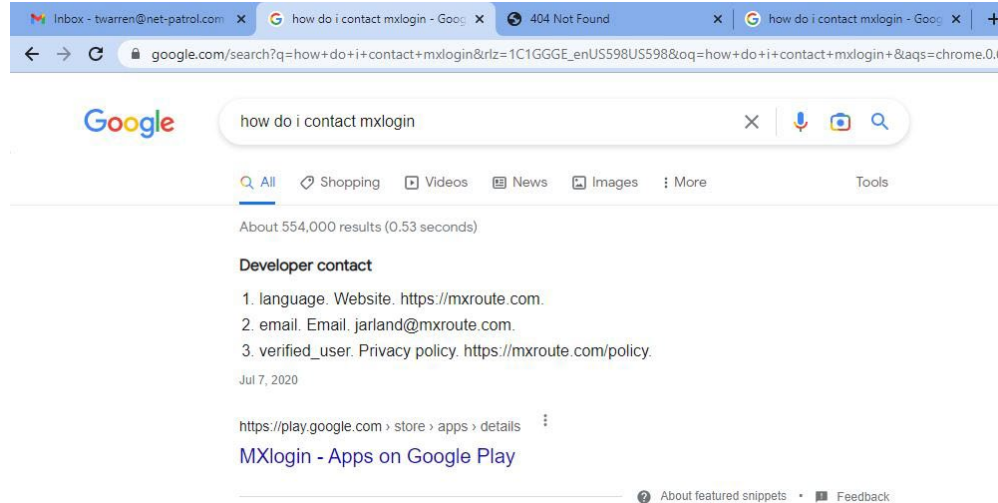 Inbox - twarren@net-patrol.com
how do i contact mxlogin - Goog
404 Not Found
how do i contact mxlogin - Goog
google.com/search?q=how+do+i+contact+mxlogin&rlz=1C1GGGE_enUS598US598&oq=how+do+i+contact+mxlogin+&aqs=chrome.0.
Google
how do i contact mxlogin
All Shopping Videos News Images More Tools
About 554,000 results (0.53 seconds)
Developer contact
1. language. Website. https://mxroute.com.
2. email. Email. jarland@mxroute.com.
3. verified_user. Privacy policy. https://mxroute.com/policy.
Jul 7, 2020
https://play.google.com › store › apps › details
MXlogin - Apps on Google Play
About featured snippets • Feedback